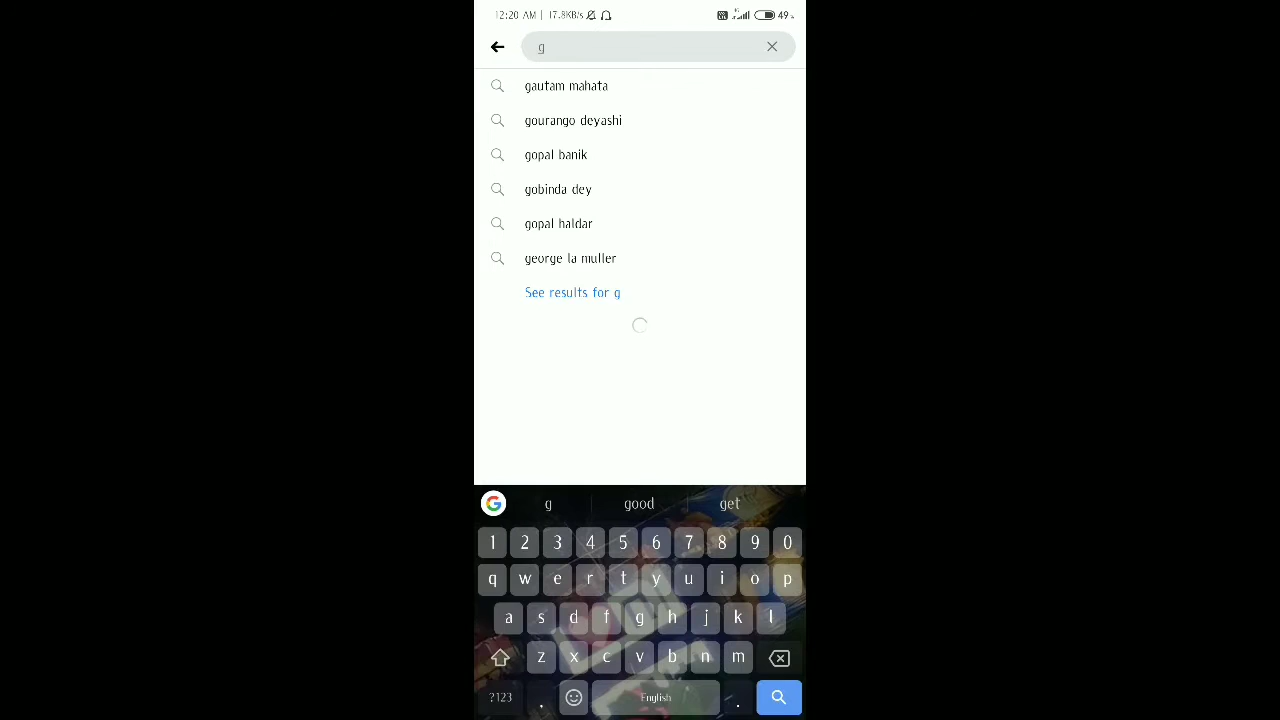 12:20 AM | 17.8KB/s 49%
g
gautam mahata
gourango deyashi
gopal banik
gobinda dey
gopal haldar
george la muller
See results for g
g good get
1 2 3 4 5 6 7 8 9 0
q w e r t y u i o p
a s d f g h j k l
z x c v b n m
?123 , English .